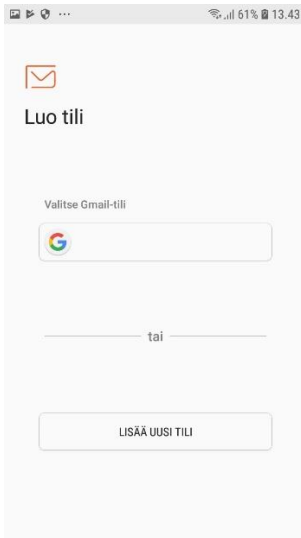 61% 13.43
Luo tili
Valitse Gmail-tili
tai
LISÄÄ UUSI TILI